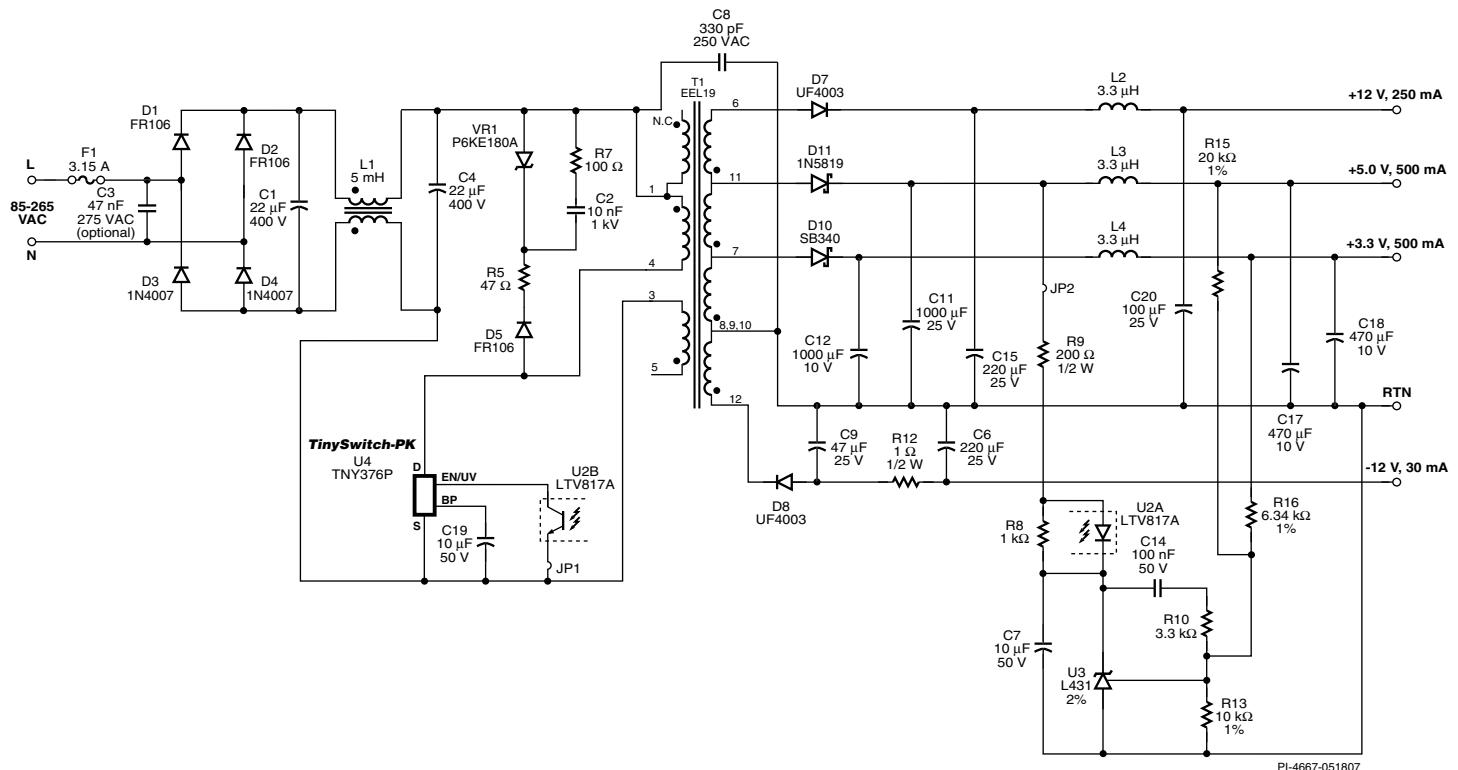 C8
330 pF
250 VAC
D7
UF4003
L2
3.3 µH
+12 V, 250 mA
T1
EEL19
6
N.C
D1
FR106
D2
FR106
VR1
P6KE180A
R7
100 Ω
D11
1N5819
L3
3.3 µH
R15
20 kΩ
1%
+5.0 V, 500 mA
L
F1
3.15 A
L1
5 mH
C4
22 µF
400 V
1
11
C3
47 nF
275 VAC
(optional)
85-265
VAC
N
C1
22 µF
400 V
C2
10 nF
1 kV
D10
SB340
L4
3.3 µH
+3.3 V, 500 mA
7
4
D3
1N4007
D4
1N4007
R5
47 Ω
3
D5
FR106
5
8,9,10
12
C12
1000 µF
10 V
C11
1000 µF
25 V
C15
220 µF
25 V
JP2
R9
200 Ω
1/2 W
C20
100 µF
25 V
C18
470 µF
10 V
C17
470 µF
10 V
RTN
C9
47 µF
25 V
R12
1 Ω
1/2 W
C6
220 µF
25 V
-12 V, 30 mA
D8
UF4003
TinySwitch-PK
U4
TNY376P
D
EN/UV
BP
S
U2B
LTV817A
C19
10 µF
50 V
JP1
R8
1 kΩ
U2A
LTV817A
C14
100 nF
50 V
R16
6.34 kΩ
1%
R10
3.3 kΩ
C7
10 µF
50 V
U3
L431
2%
R13
10 kΩ
1%
PI-4667-051807